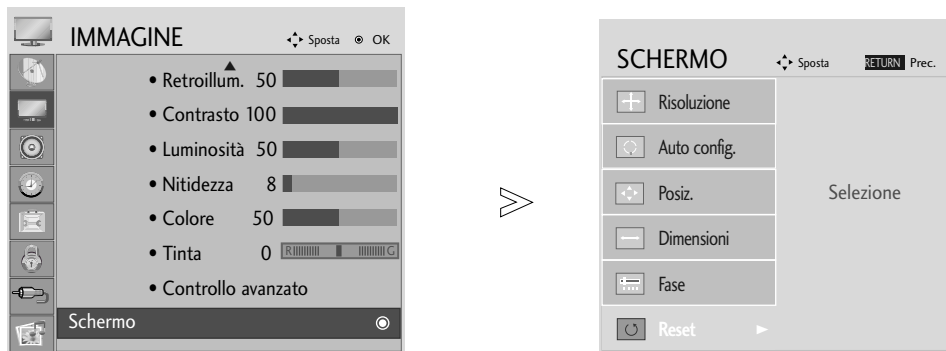 IMMAGINE Sposta OK
• Retroillum. 50
• Contrasto 100
• Luminosità 50
• Nitidezza 8
• Colore 50
• Tinta 0 R G
• Controllo avanzato
Schermo
SCHERMO Sposta RETURN Prec.
Risoluzione
Auto config.
Posiz.
Selezione
Dimensioni
Fase
Reset